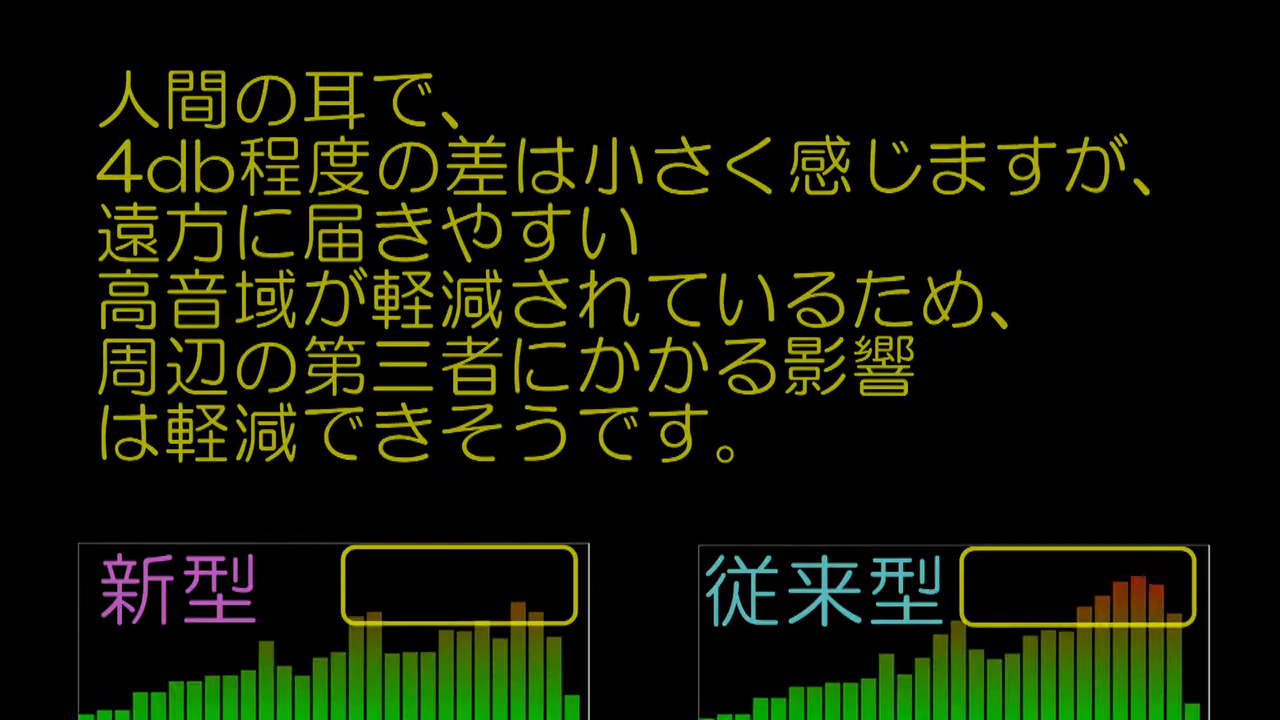 人間の耳で、
4db程度の差は小さく感じますが、
遠方に届きやすい
高音域が軽減されているため、
周辺の第三者にかかる影響
は軽減できそうです。
新型
従来型